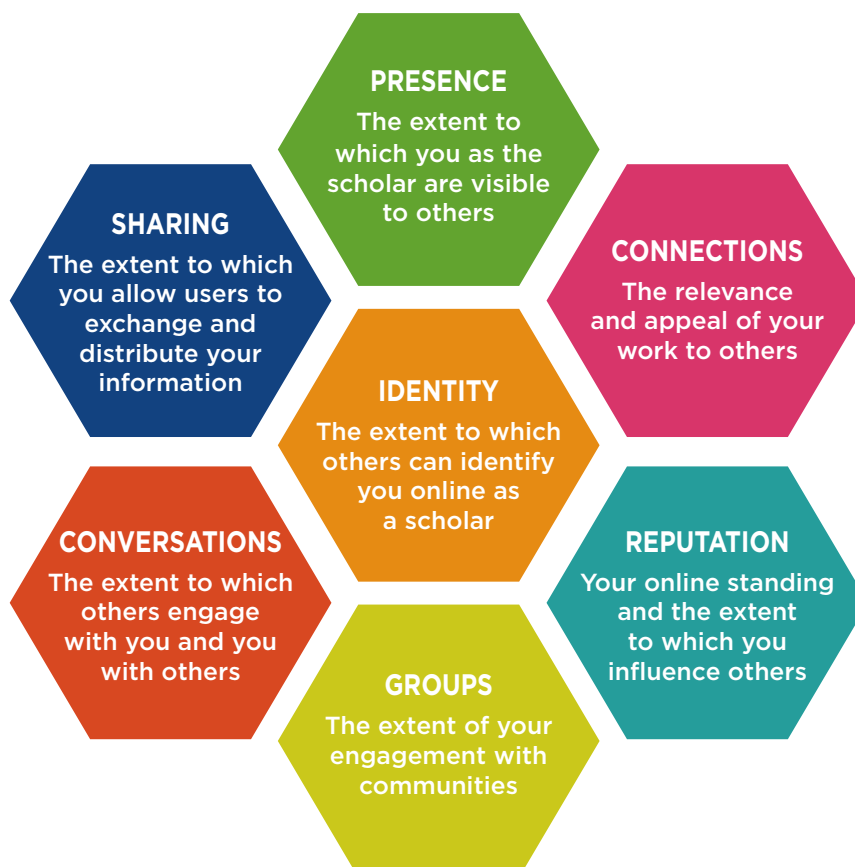 PRESENCE
The extent to
which you as the
scholar are visible
to others
SHARING
The extent to which
you allow users to
exchange and
distribute your
information
CONNECTIONS
The relevance
and appeal of your
work to others
IDENTITY
The extent to which
others can identify
you online as
a scholar
CONVERSATIONS
The extent to which
others engage
with you and you
with others
REPUTATION
Your online standing
and the extent
to which you
influence others
GROUPS
The extent of your
engagement with
communities